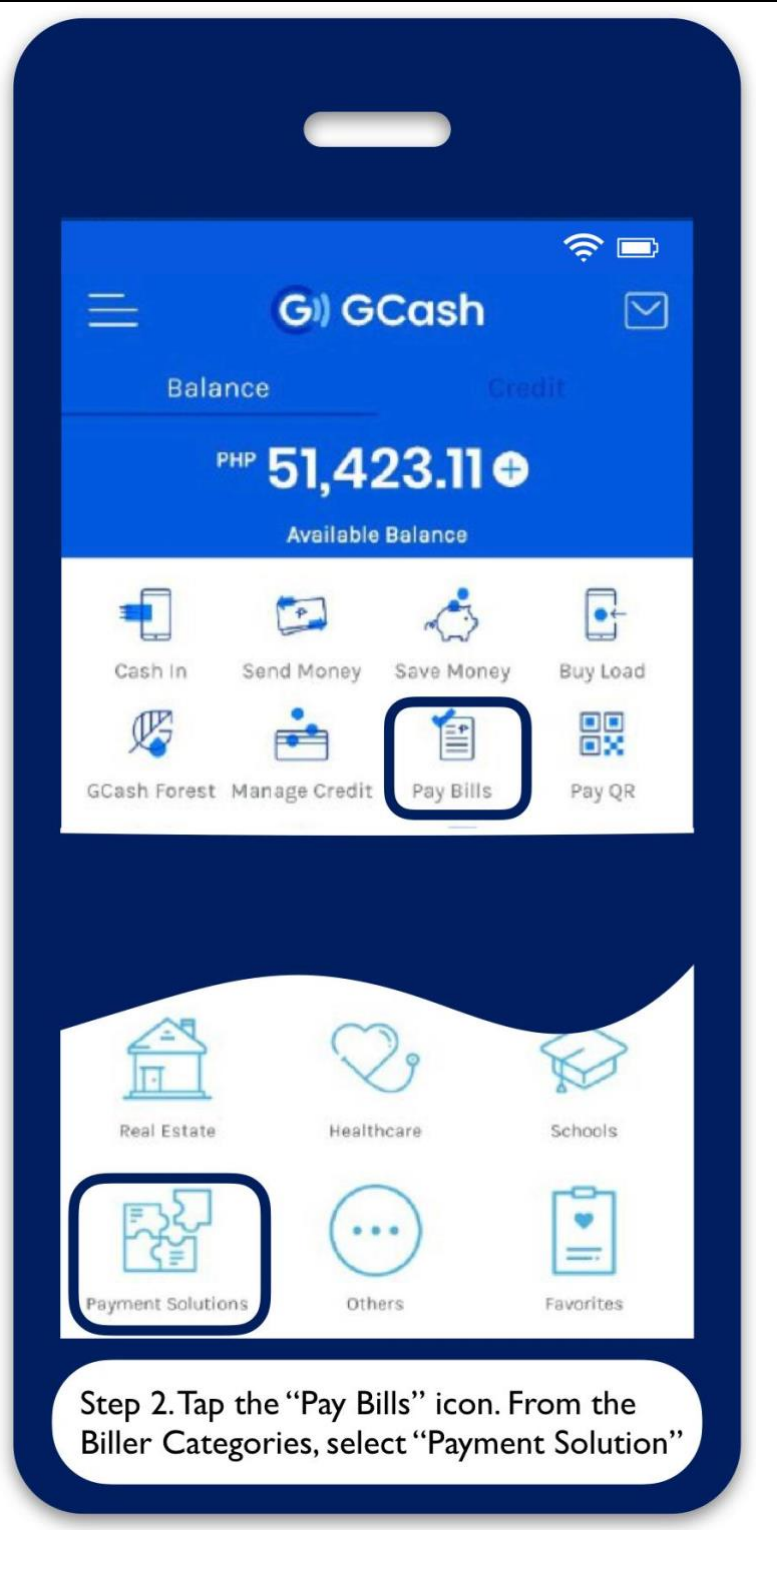 G)) GCash
Balance Credit
PHP 51,423.11
Available Balance
Cash In Send Money Save Money Buy Load
GCash Forest Manage Credit Pay Bills Pay QR
Real Estate Healthcare Schools
Payment Solutions Others Favorites
Step 2. Tap the “Pay Bills” icon. From the
Biller Categories, select “Payment Solution”